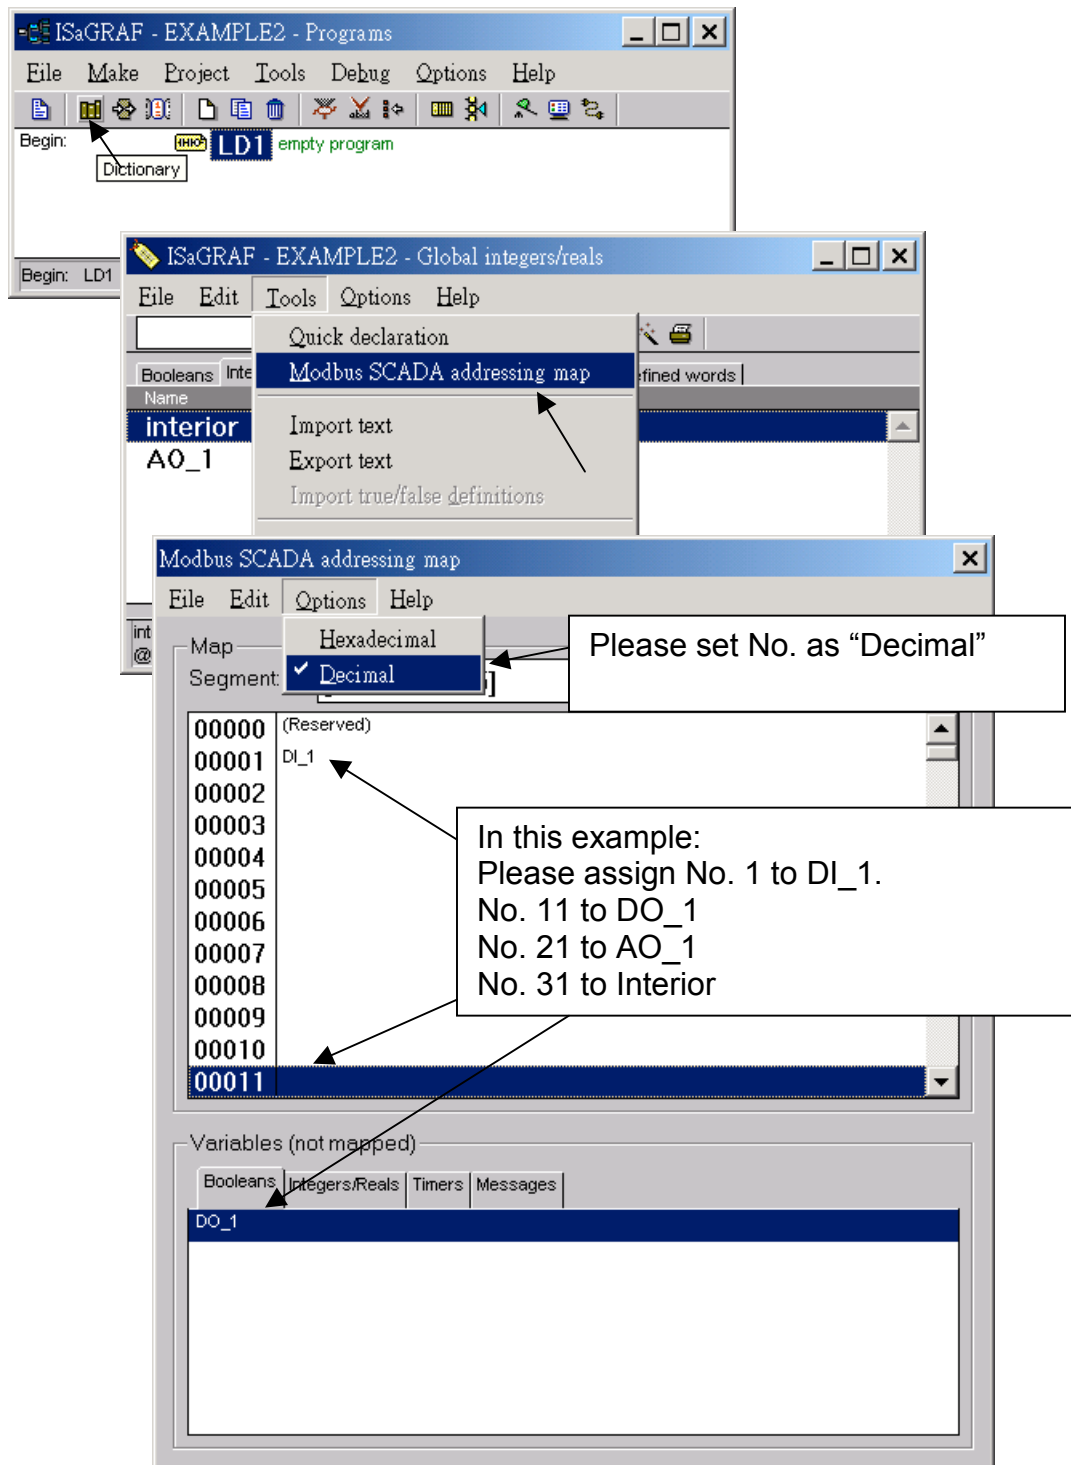 ISaGRAF - EXAMPLE2 - Programs
File Make Project Tools Debug Options Help
Begin: LD1 empty program
Dictionary
Begin: LD1
ISaGRAF - EXAMPLE2 - Global integers/reals
File Edit Tools Options Help
Quick declaration
Modbus SCADA addressing map
Booleans Inte fined words
Name
interior
AO_1
Import text
Export text
Import true/false definitions
int
@
Modbus SCADA addressing map
File Edit Options Help
Hexadecimal
Decimal
Please set No. as “Decimal”
Map
Segment:
00000 (Reserved)
00001 DI_1
00002
00003
00004
00005
00006
00007
00008
00009
00010
00011
In this example:
Please assign No. 1 to DI_1.
No. 11 to DO_1
No. 21 to AO_1
No. 31 to Interior
Variables (not mapped)
Booleans Integers/Reals Timers Messages
DO_1